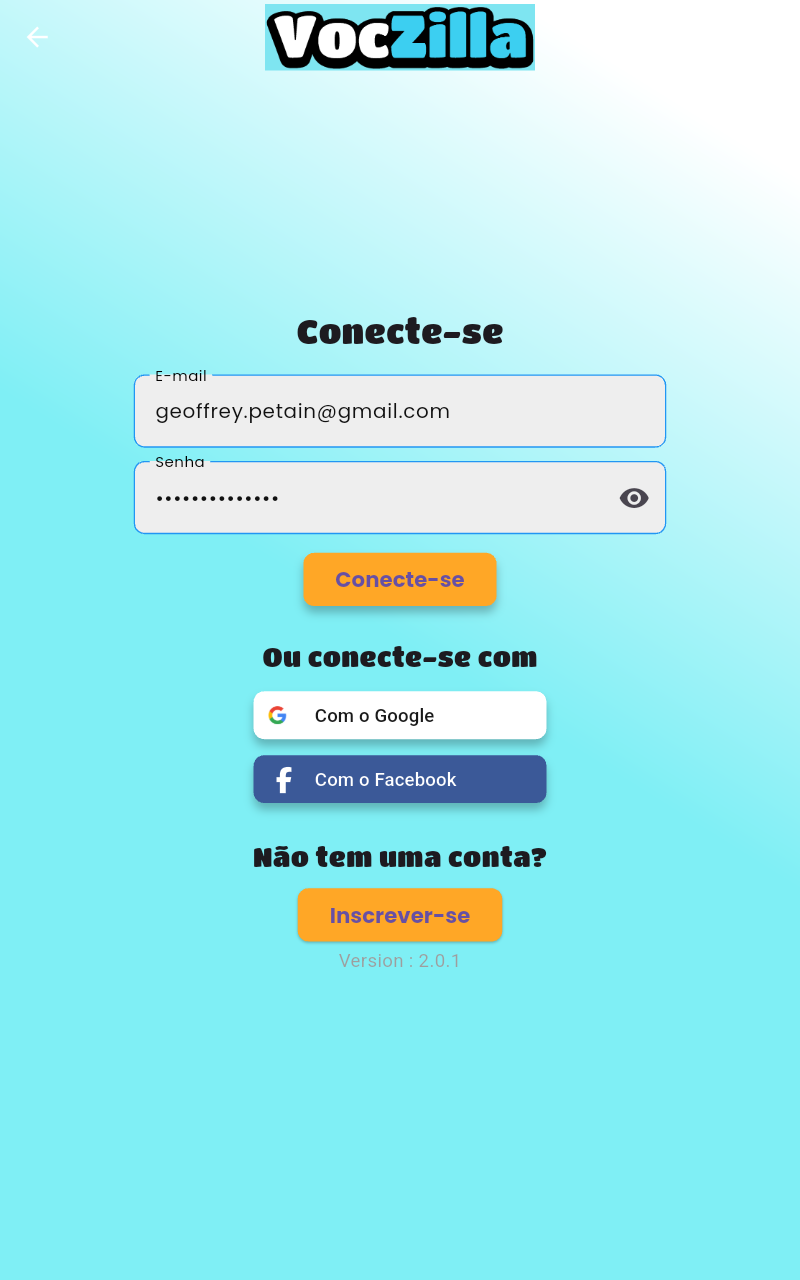 VocZilla
Conecte-se
E-mail
geoffrey.petain@gmail.com
Senha
••••••••••••••
Conecte-se
Ou conecte-se com
Com o Google
Com o Facebook
Não tem uma conta?
Inscrever-se
Version : 2.0.1